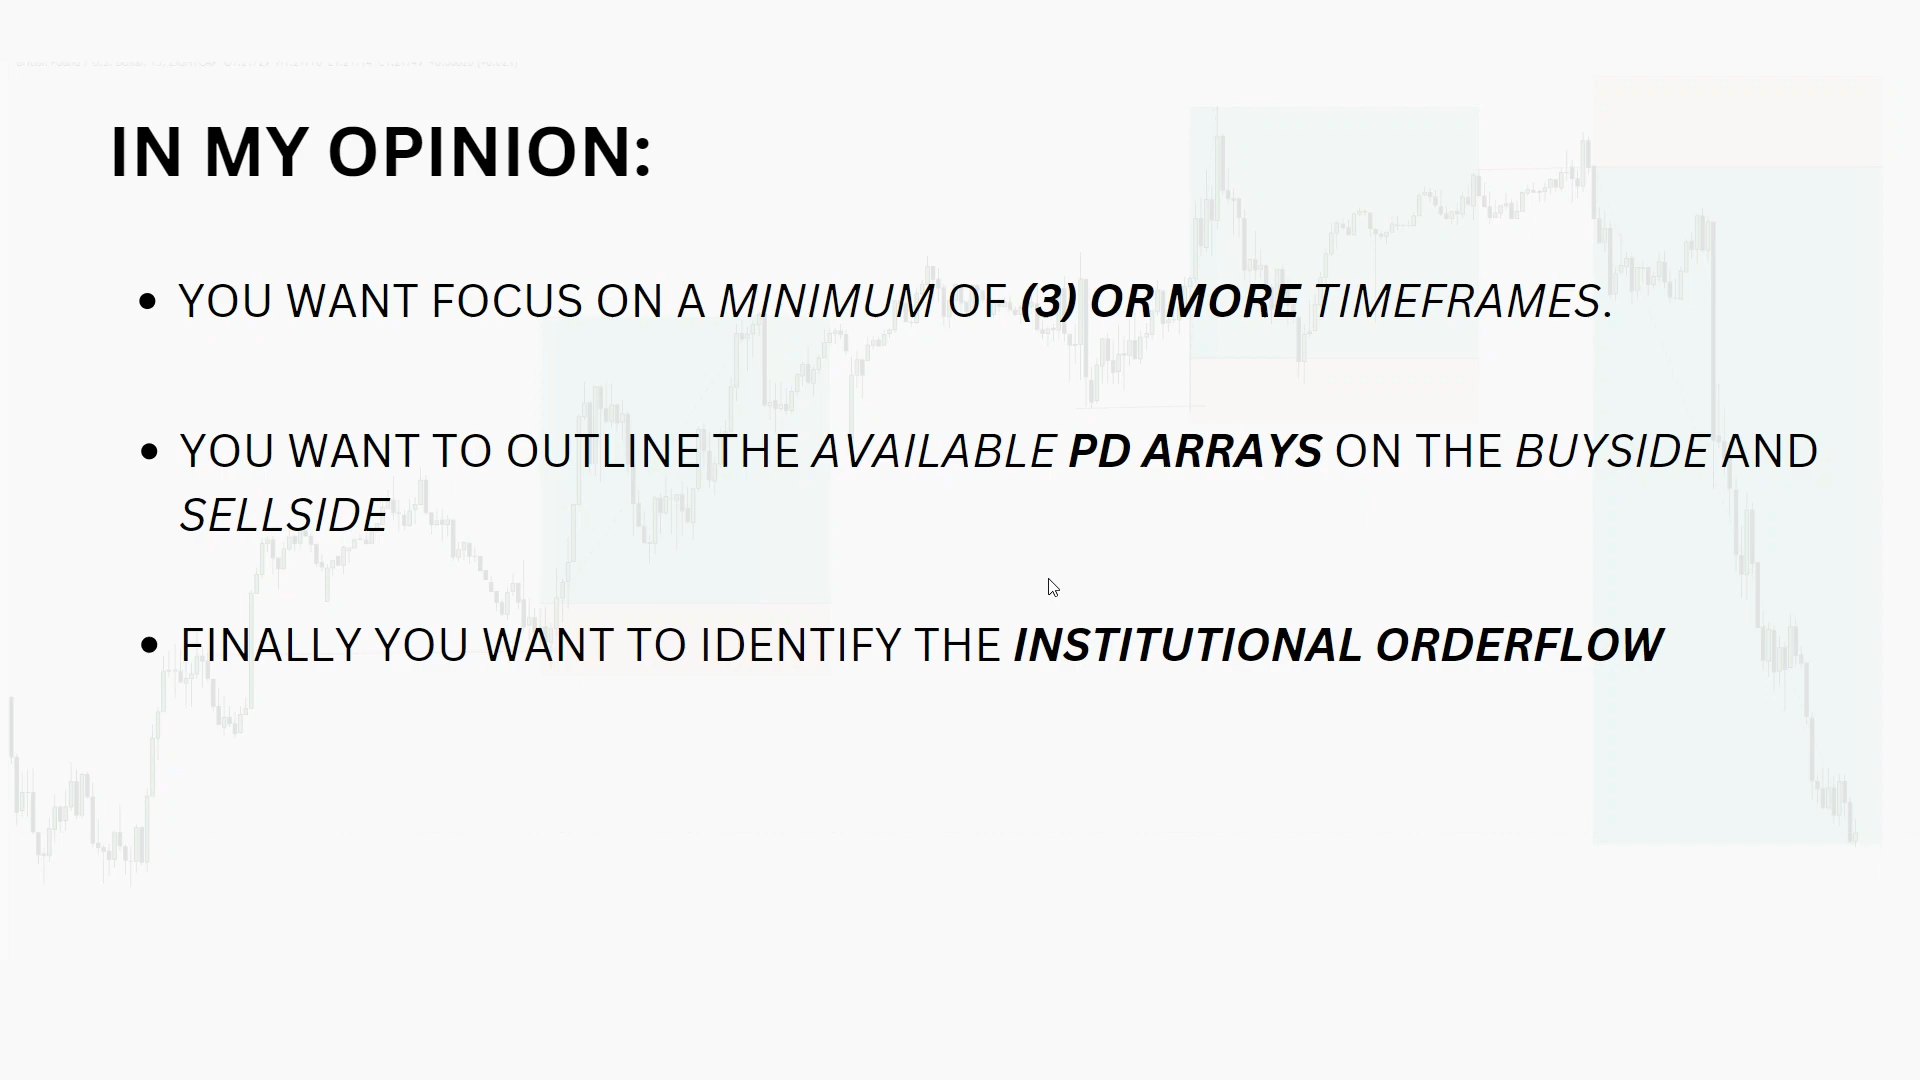 IN MY OPINION:
• YOU WANT FOCUS ON A MINIMUM OF (3) OR MORE TIMEFRAMES.
• YOU WANT TO OUTLINE THE AVAILABLE PD ARRAYS ON THE BUYSIDE AND
SELLSIDE
• FINALLY YOU WANT TO IDENTIFY THE INSTITUTIONAL ORDERFLOW